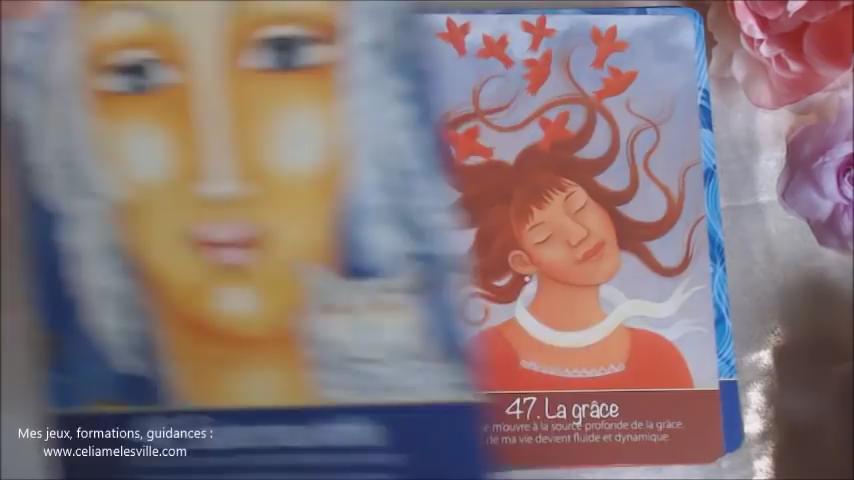 47. La grâce
e m'ouvre à la source profonde de la grâce.
de ma vie devient fluide et dynamique.
Mes jeux, formations, guidances :
www.celiamelesville.com